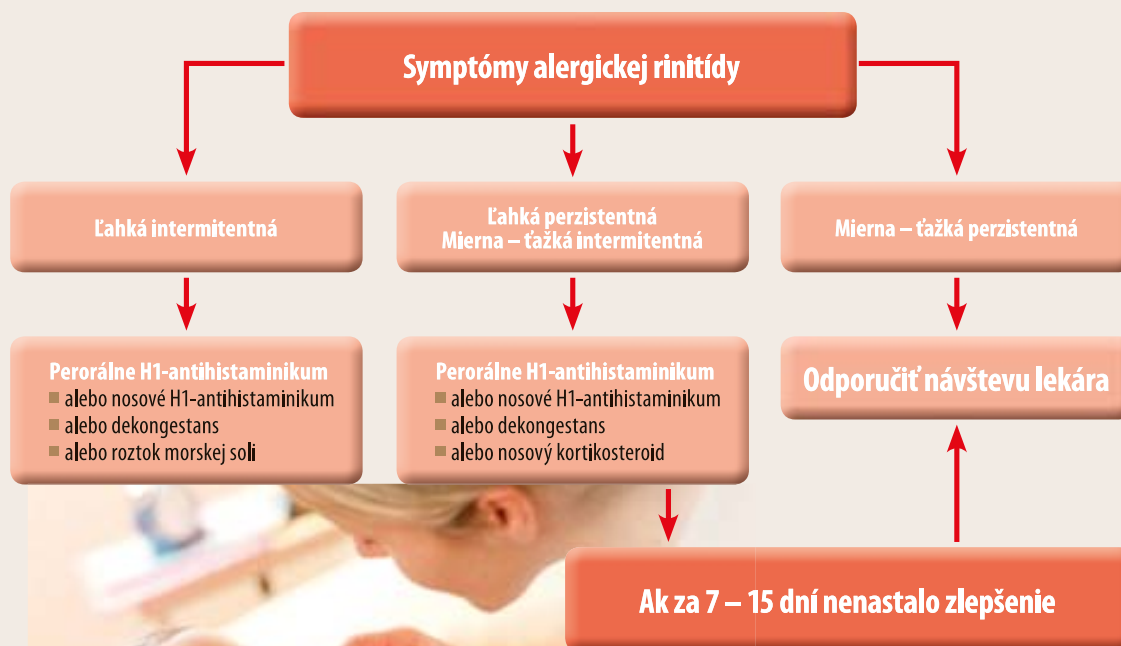 Symptómy alergickej rinitídy
Ľahká intermitentná
Ľahká perzistentná
Mierna – ťažká intermitentná
Mierna – ťažká perzistentná
Perorálne H1-antihistaminikum
alebo nosové H1-antihistaminikum
alebo dekongestans
alebo roztok morskej soli
Perorálne H1-antihistaminikum
alebo nosové H1-antihistaminikum
alebo dekongestans
alebo nosový kortikosteroid
Odporučiť návštevu lekára
Ak za 7 – 15 dní nenastalo zlepšenie